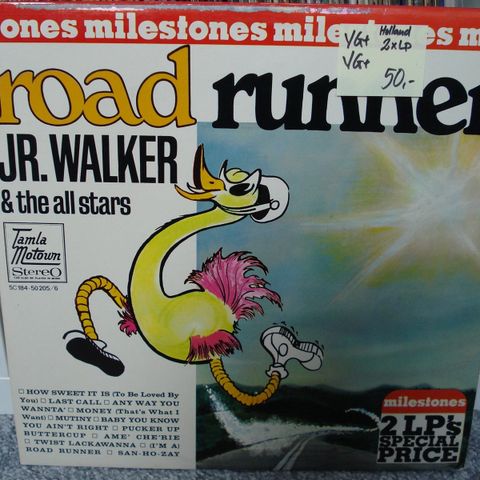 ones milestones milestones m
VG+ Holland
2xLP
VG+
50,-
road runner
JR. WALKER
& the all stars
Tamla
Motown
Stereo
5C 184·50 205/6
HOW SWEET IT IS (To Be Loved By
You) LAST CALL ANY WAY YOU
WANNTA' MONEY (That's What I
Want) MUTINY BABY YOU KNOW
YOU AIN'T RIGHT PUCKER UP
BUTTERCUP AME' CHE'RIE
TWIST LACKAWANNA (I'M) A
ROAD RUNNER SAN-HO-ZAY
milestones
2 LP's
SPECIAL
PRICE